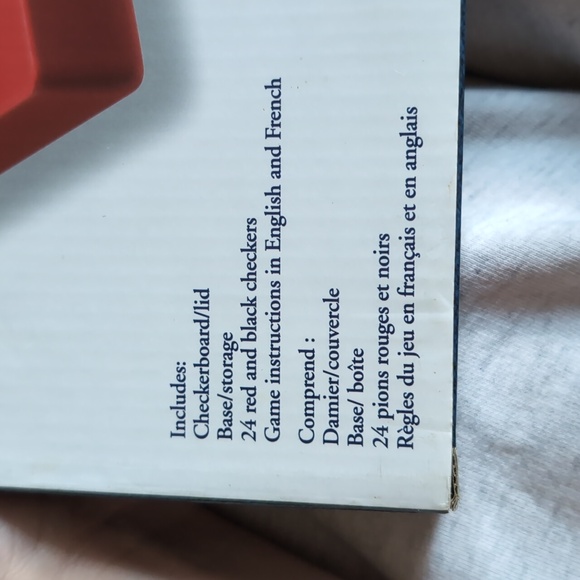 Includes:
Checkerboard/lid
Base/storage
24 red and black checkers
Game instructions in English and French
Comprend :
Damier/couvercle
Base/ boîte
24 pions rouges et noirs
Règles du jeu en français et en anglais